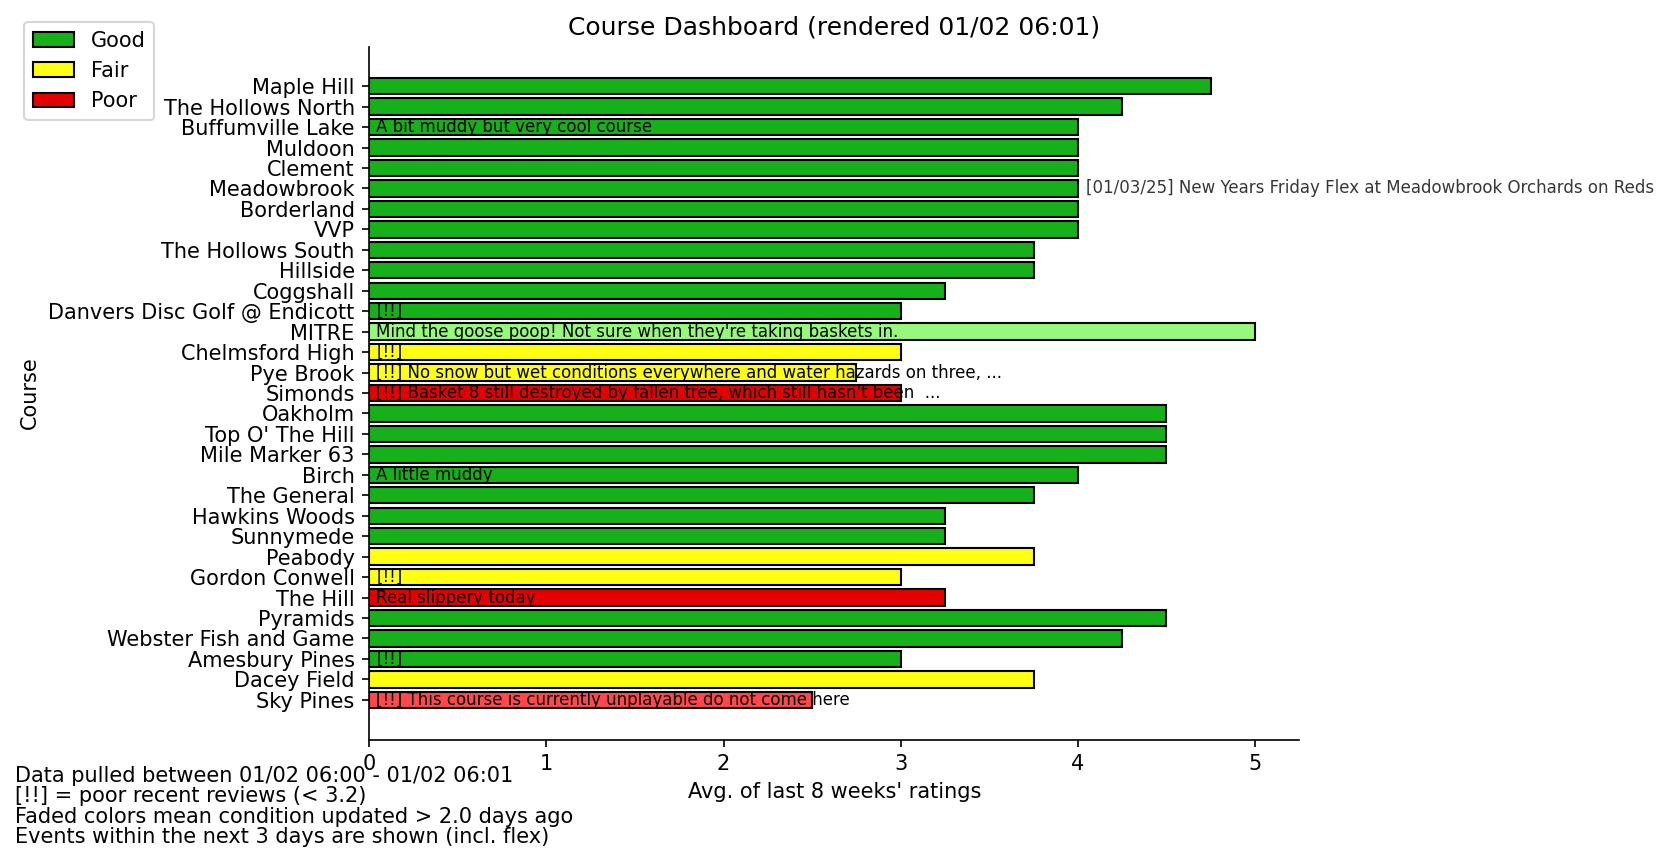 Course Dashboard (rendered 01/02 06:01)
Good
Fair
Poor
Maple Hill
The Hollows North
Buffumville Lake A bit muddy but very cool course
Muldoon
Clement
Meadowbrook [01/03/25] New Years Friday Flex at Meadowbrook Orchards on Reds
Borderland
VVP
The Hollows South
Hillside
Coggshall
Danvers Disc Golf @ Endicott [!!]
MITRE Mind the goose poop! Not sure when they're taking baskets in.
Chelmsford High [!!]
Pye Brook [!!] No snow but wet conditions everywhere and water hazards on three, ...
Simonds [!!] Basket 8 still destroyed by fallen tree, which still hasn't been ...
Oakholm
Top O' The Hill
Mile Marker 63
Birch A little muddy
The General
Hawkins Woods
Sunnymede
Peabody
Gordon Conwell [!!]
The Hill Real slippery today
Pyramids
Webster Fish and Game
Amesbury Pines [!!]
Dacey Field
Sky Pines [!!] This course is currently unplayable do not come here
Course
0 1 2 3 4 5
Avg. of last 8 weeks' ratings
Data pulled between 01/02 06:00 - 01/02 06:01
[!!] = poor recent reviews (< 3.2)
Faded colors mean condition updated > 2.0 days ago
Events within the next 3 days are shown (incl. flex)